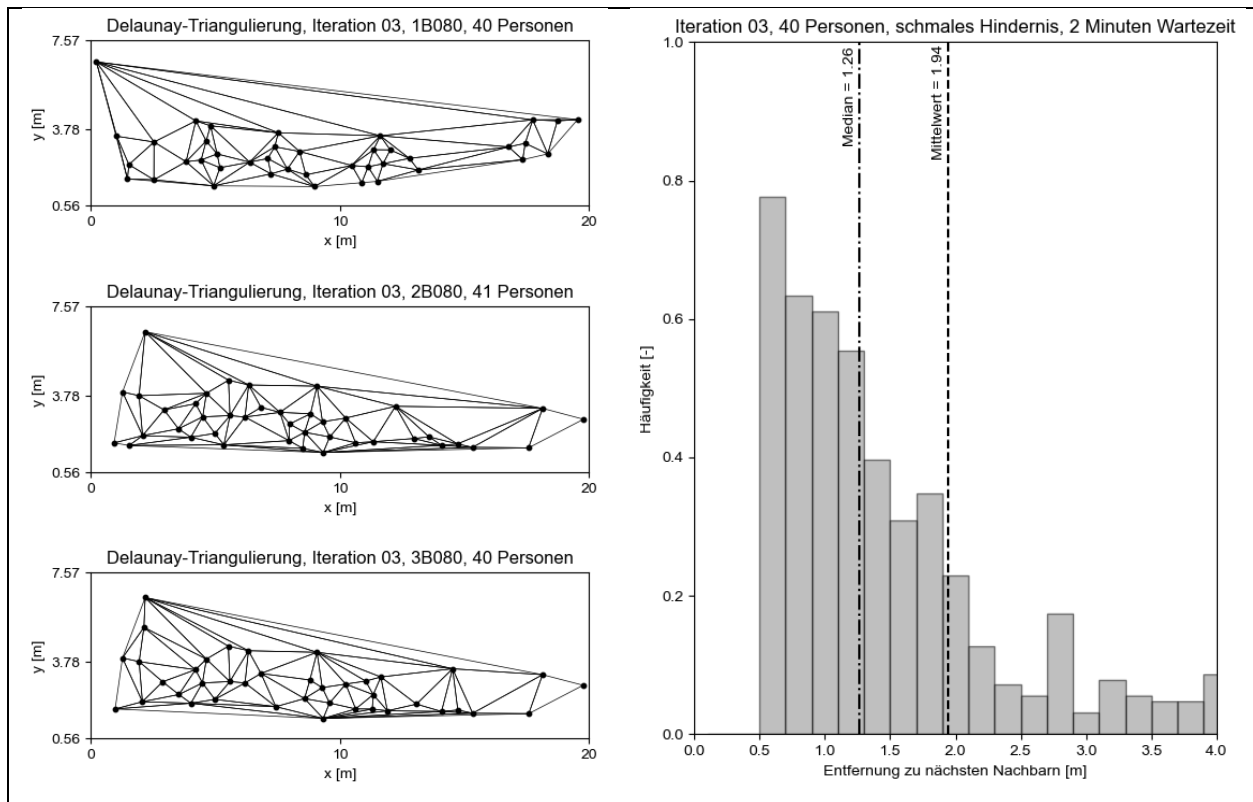 Delaunay-Triangulierung, Iteration 03, 1B080, 40 Personen
7.57
3.78
0.56
y [m]
0
10
20
x [m]
Delaunay-Triangulierung, Iteration 03, 2B080, 41 Personen
7.57
3.78
0.56
y [m]
0
10
20
x [m]
Delaunay-Triangulierung, Iteration 03, 3B080, 40 Personen
7.57
3.78
0.56
y [m]
0
10
20
x [m]
Iteration 03, 40 Personen, schmales Hindernis, 2 Minuten Wartezeit
1.0
0.8
0.6
0.4
0.2
0.0
Häufigkeit [-]
Median = 1.26
Mittelwert = 1.94
0.0
0.5
1.0
1.5
2.0
2.5
3.0
3.5
4.0
Entfernung zu nächsten Nachbarn [m]